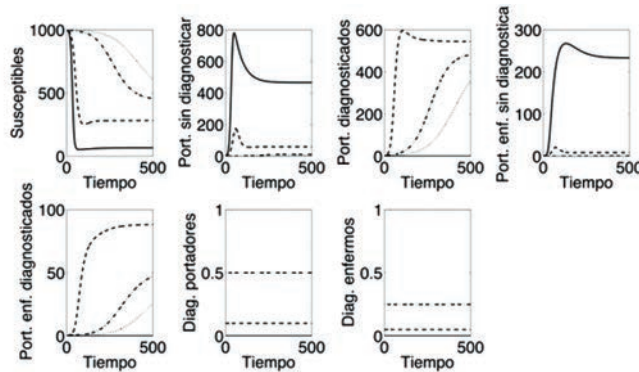 Susceptibles
1000
500
0
0
500
Tiempo
Port. sin diagnosticar
800
600
400
200
0
0
500
Tiempo
Port. diagnosticados
600
400
200
0
0
500
Tiempo
Port. enf. sin diagnostica
300
200
100
0
0
500
Tiempo
Port. enf. diagnosticados
100
50
0
0
500
Tiempo
Diag. portadores
1
0.5
0
0
500
Tiempo
Diag. enfermos
1
0.5
0
0
500
Tiempo